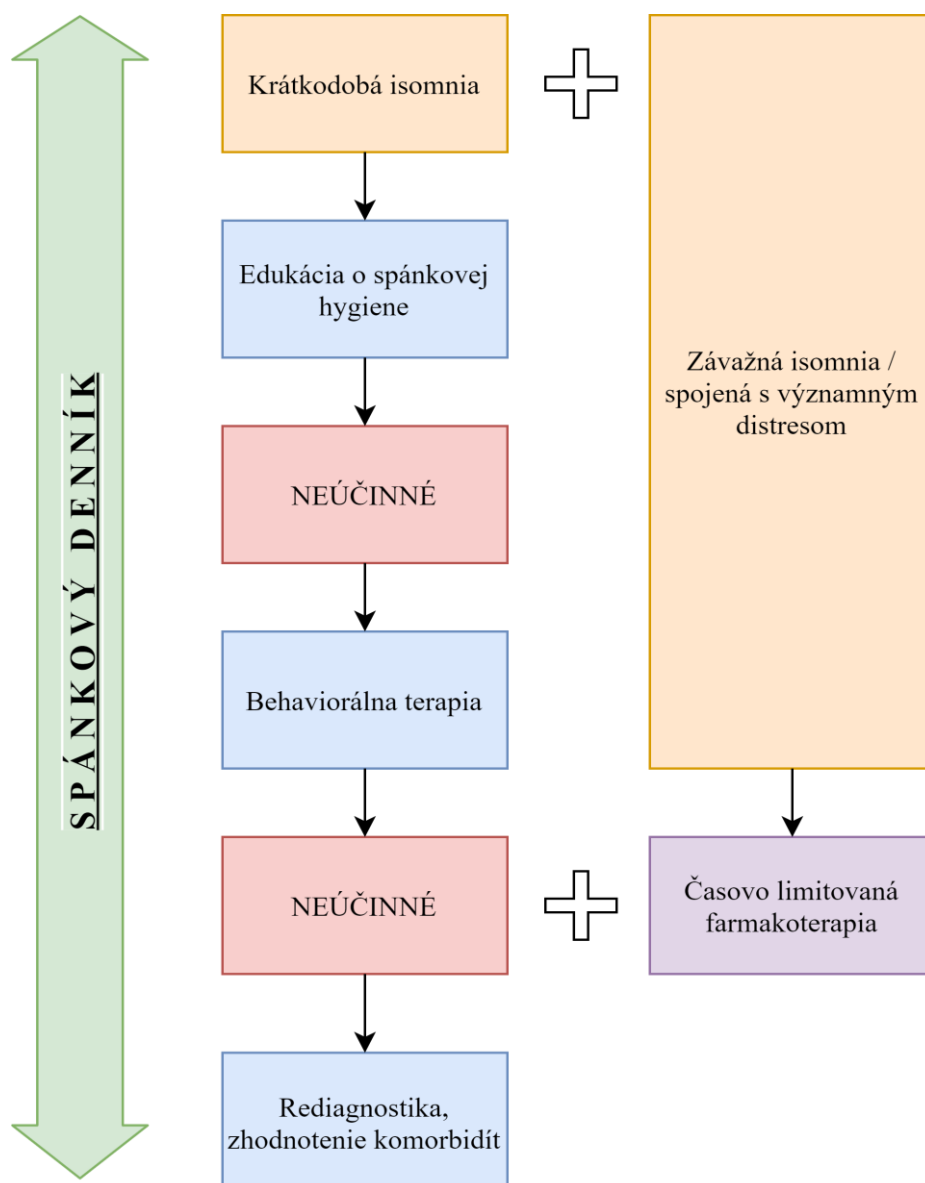 SPÁNKOVÝ DENNÍK
Krátkodobá isomnia
Edukácia o spánkovej
hygiene
NEÚČINNÉ
Behaviorálna terapia
NEÚČINNÉ
Rediagnostika,
zhodnotenie komorbidít
Závažná isomnia /
spojená s významným
distresom
Časovo limitovaná
farmakoterapia